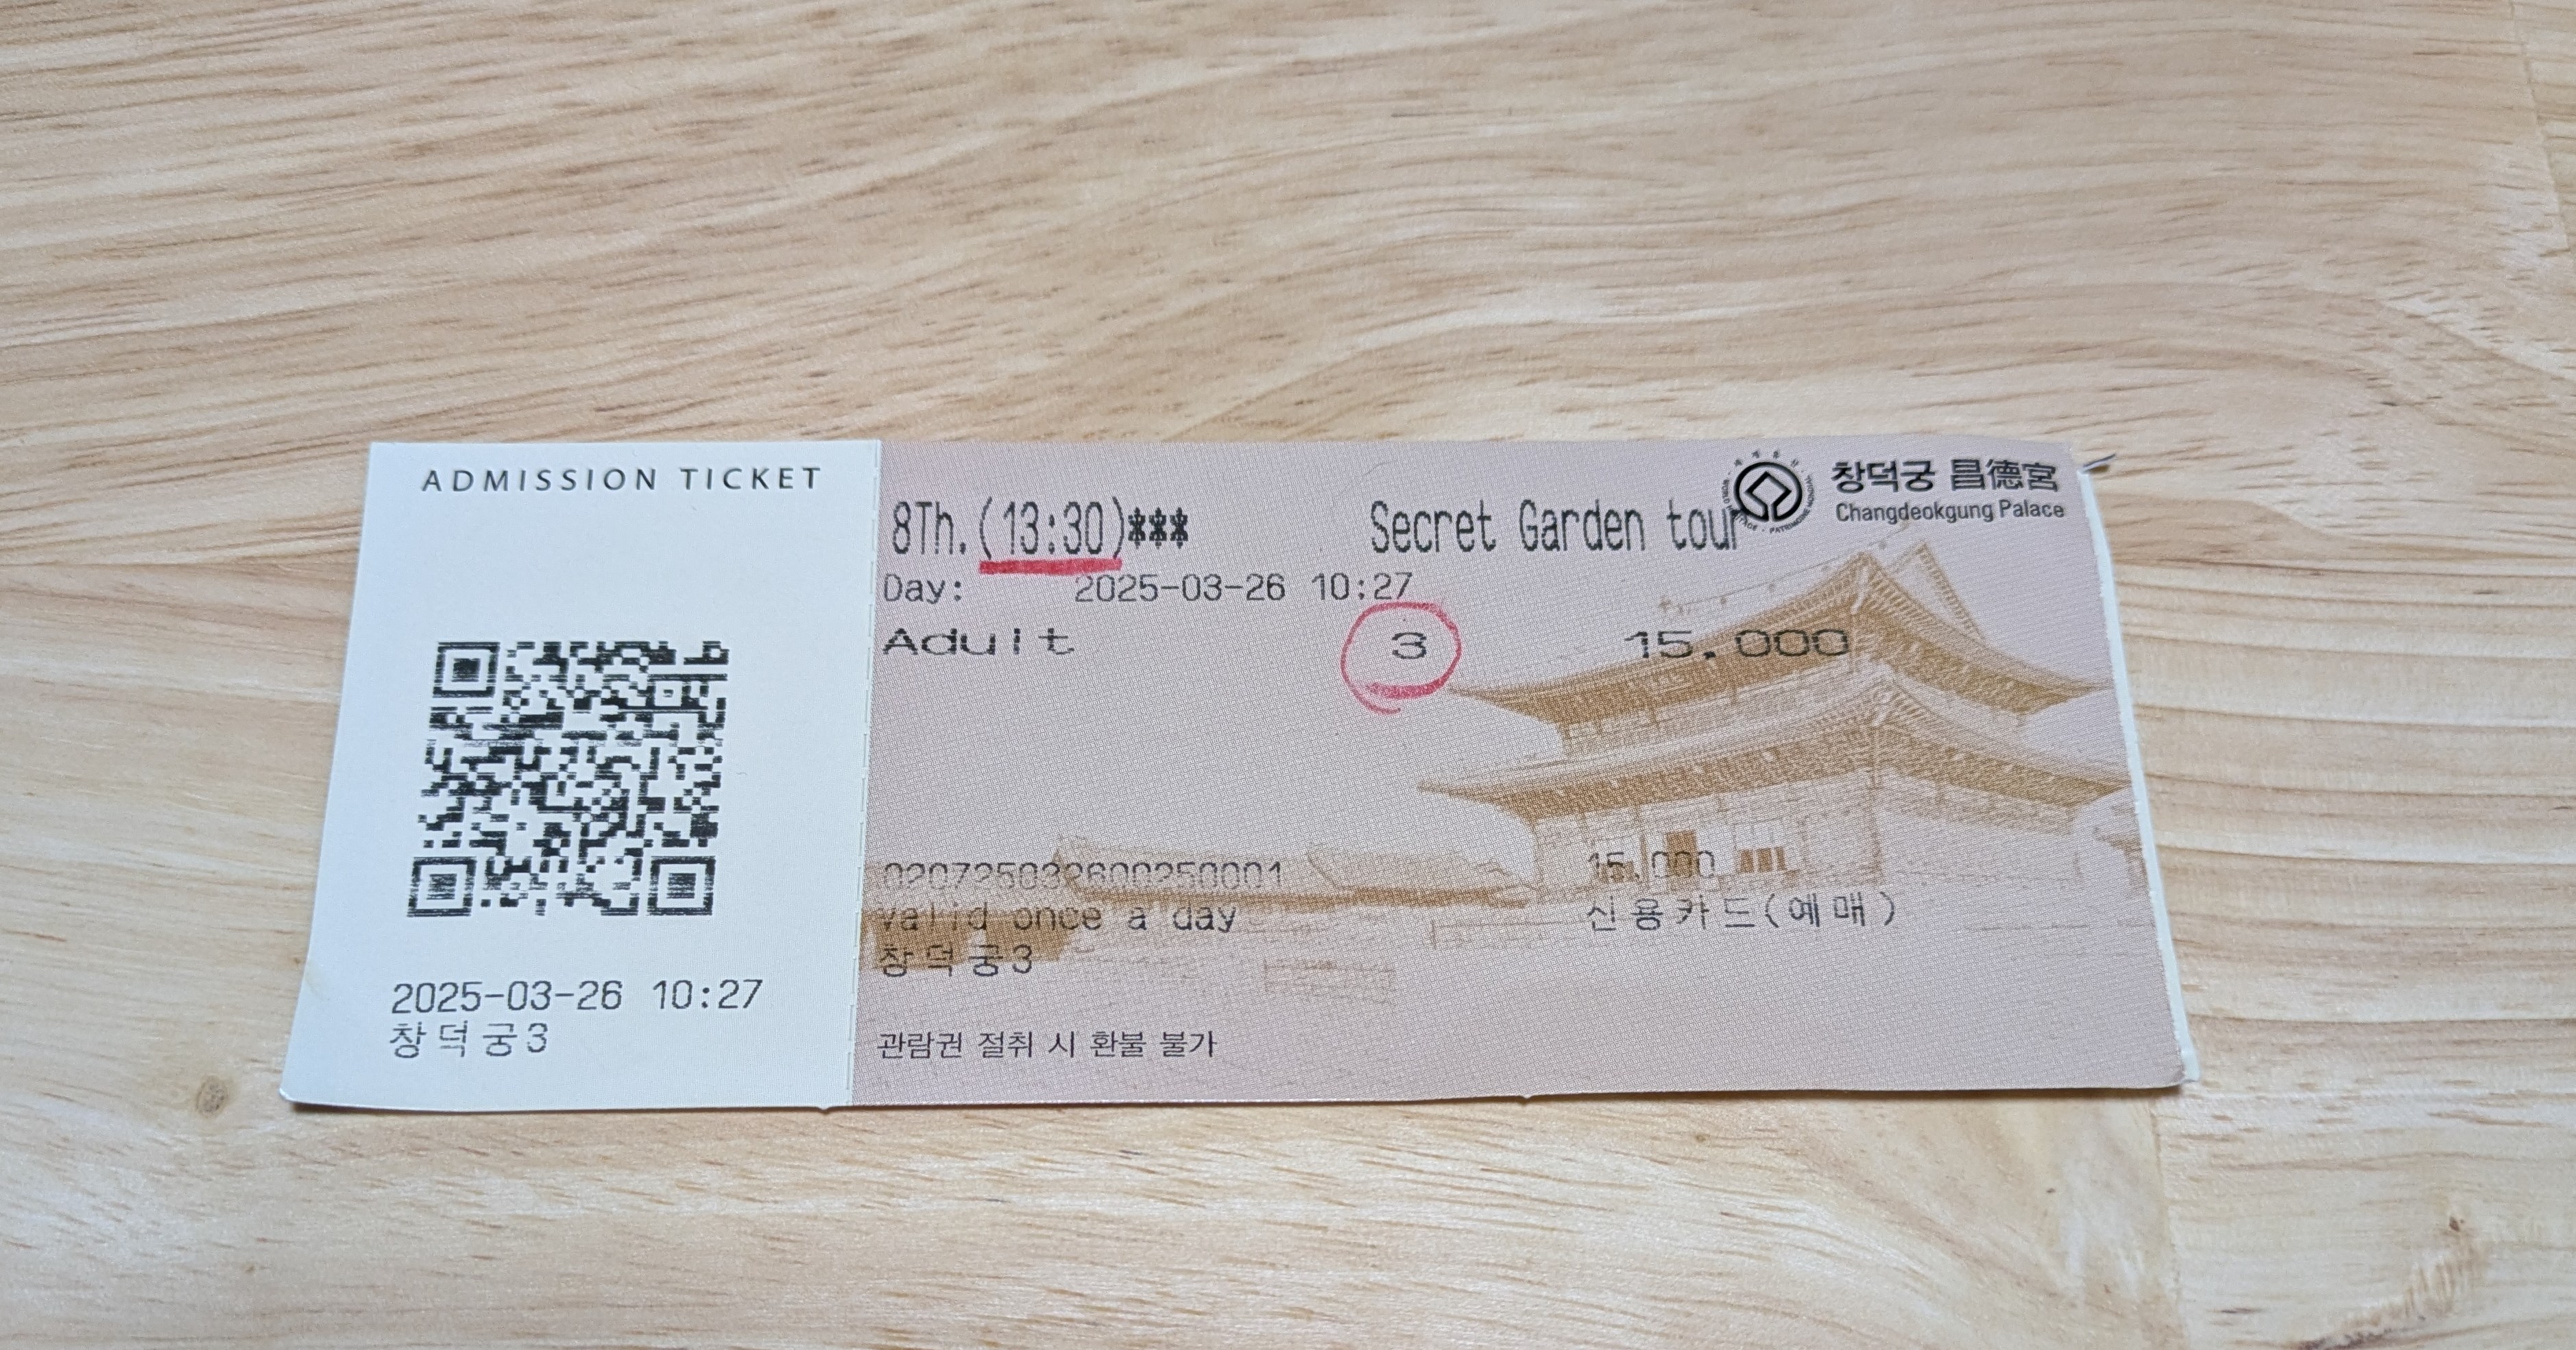 ADMISSION TICKET
2025-03-26 10:27
창덕궁3
8Th.(13:30)*** Secret Garden tour
창덕궁 昌德宮
Changdeokgung Palace
Day: 2025-03-26 10:27
Adult 3 15,000
020725032600250001 15,000
Valid once a day 신용카드(예매)
창덕궁3
관람권 절취 시 환불 불가